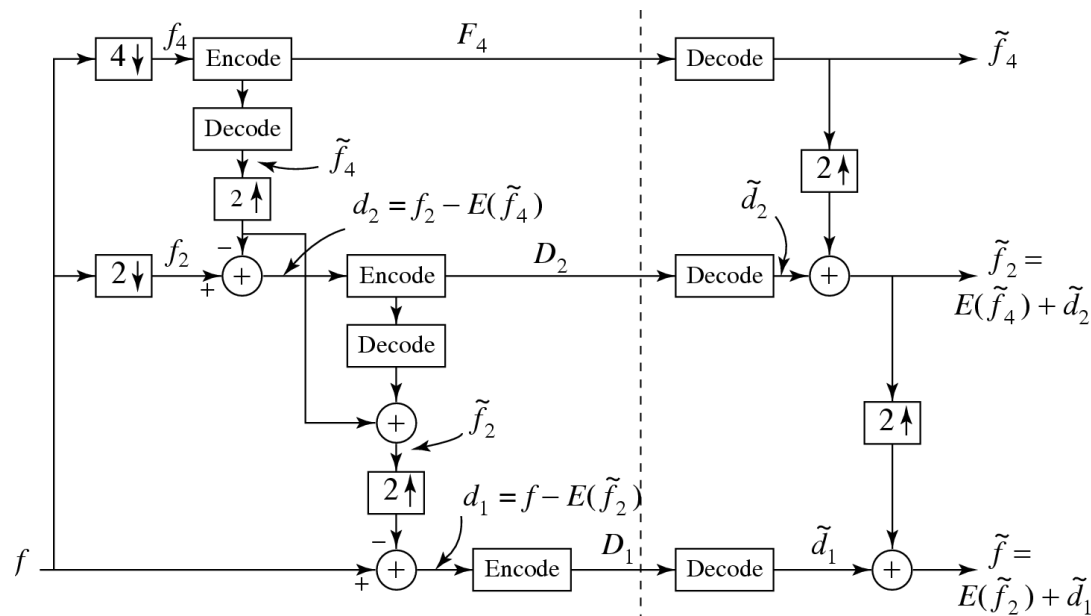 4↓ f₄ Encode F₄ Decode f̃₄
Decode
f̃₄
2↑ 2↑
d₂ = f₂ − E(f̃₄) d̃₂
−
2↓ f₂ + + Encode D₂ Decode + f̃₂ =
E(f̃₄) + d̃₂
Decode
+ f̃₂ 2↑
2↑ d₁ = f − E(f̃₂)
−
f + + Encode D₁ Decode d̃₁ + f̃ =
E(f̃₂) + d̃₁